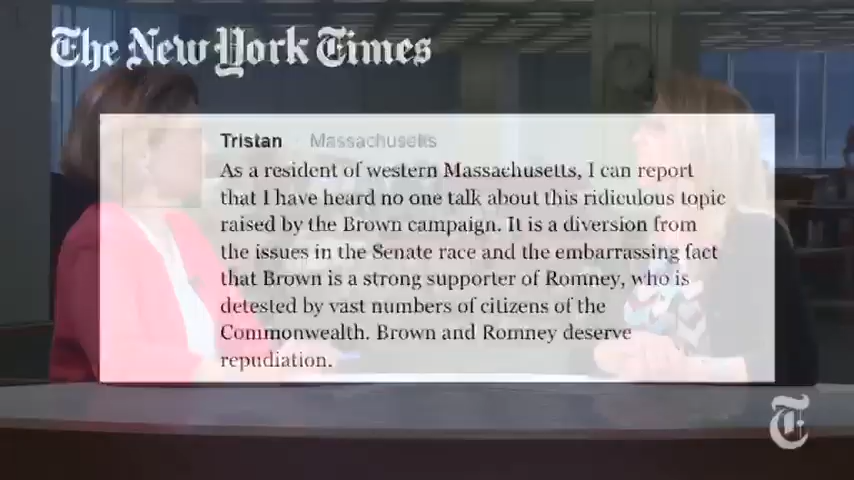 The New York Times
Tristan Massachusetts
As a resident of western Massachusetts, I can report
that I have heard no one talk about this ridiculous topic
raised by the Brown campaign. It is a diversion from
the issues in the Senate race and the embarrassing fact
that Brown is a strong supporter of Romney, who is
detested by vast numbers of citizens of the
Commonwealth. Brown and Romney deserve
repudiation.
T